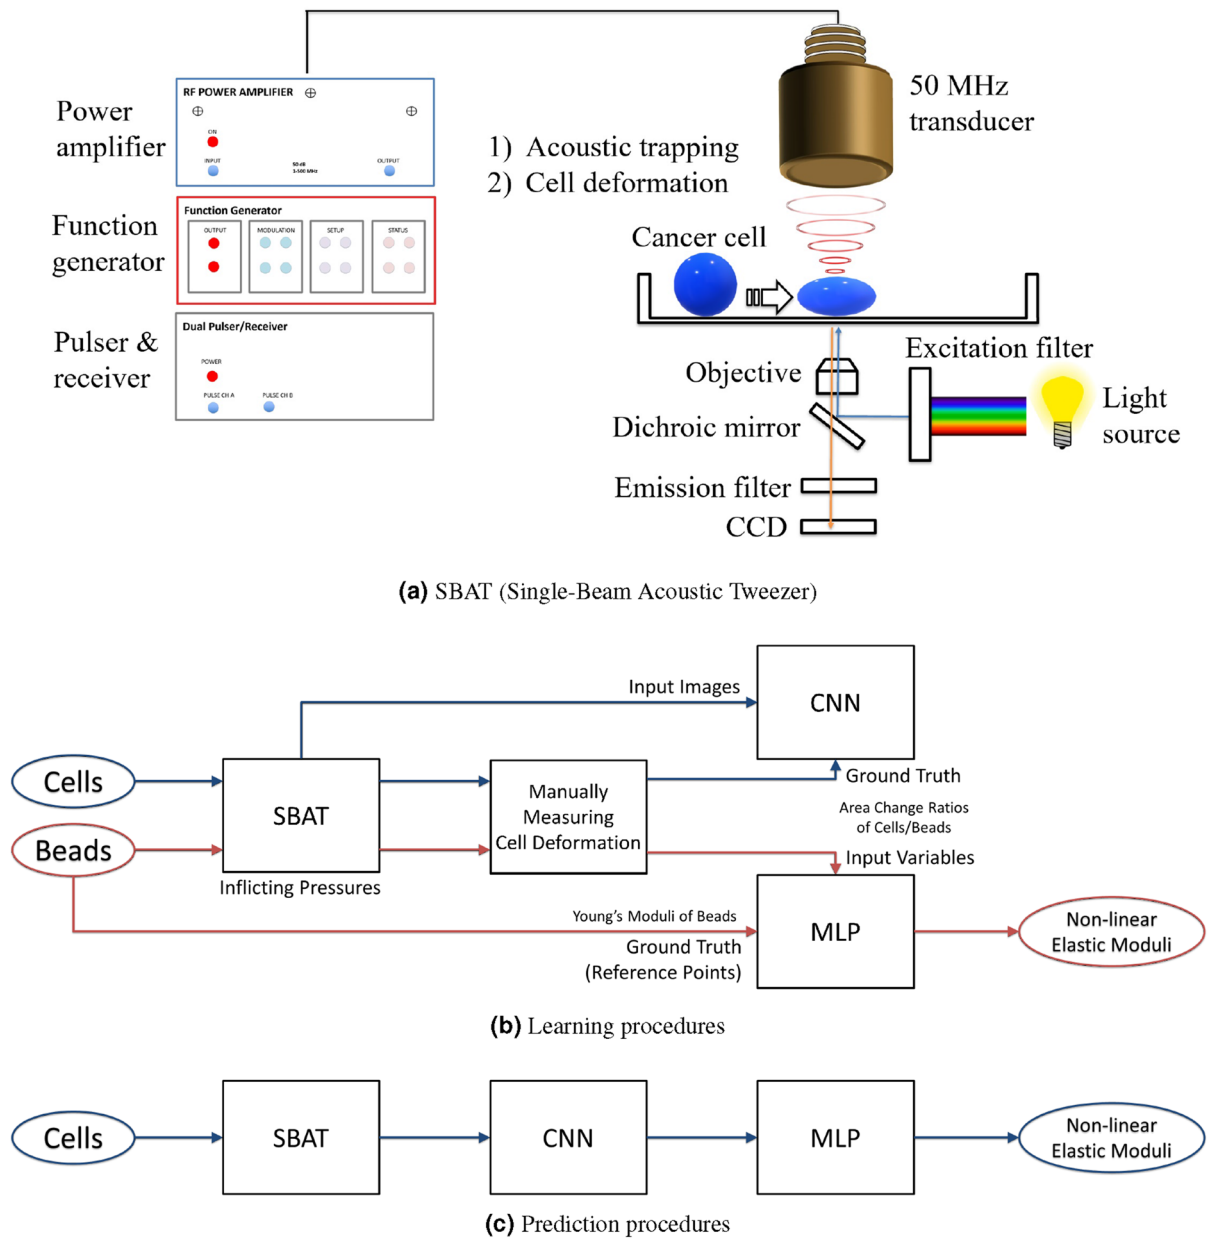 Power
amplifier
RF POWER AMPLIFIER
ON
INPUT
50 dB
1-500 MHz
OUTPUT
Function
generator
Function Generator
OUTPUT
MODULATION
SETUP
STATUS
Pulser &
receiver
Dual Pulser/Receiver
POWER
PULSE CH A
PULSE CH B
50 MHz
transducer
1) Acoustic trapping
2) Cell deformation
Cancer cell
Objective
Excitation filter
Dichroic mirror
Light
source
Emission filter
CCD
(a) SBAT (Single-Beam Acoustic Tweezer)
Input Images
CNN
Cells
SBAT
Manually
Measuring
Cell Deformation
Ground Truth
Area Change Ratios
of Cells/Beads
Beads
Inflicting Pressures
Input Variables
Young's Moduli of Beads
Ground Truth
(Reference Points)
MLP
Non-linear
Elastic Moduli
(b) Learning procedures
Cells
SBAT
CNN
MLP
Non-linear
Elastic Moduli
(c) Prediction procedures